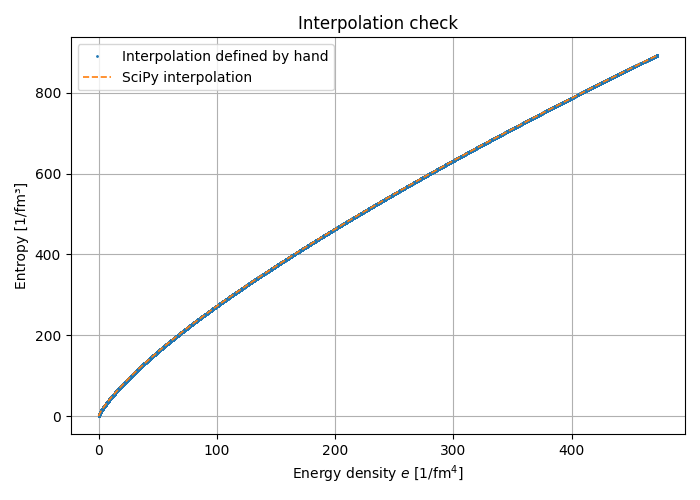 Interpolation check
Interpolation defined by hand
SciPy interpolation
800
600
400
200
0
Entropy [1/fm³]
0 100 200 300 400
Energy density e [1/fm⁴]